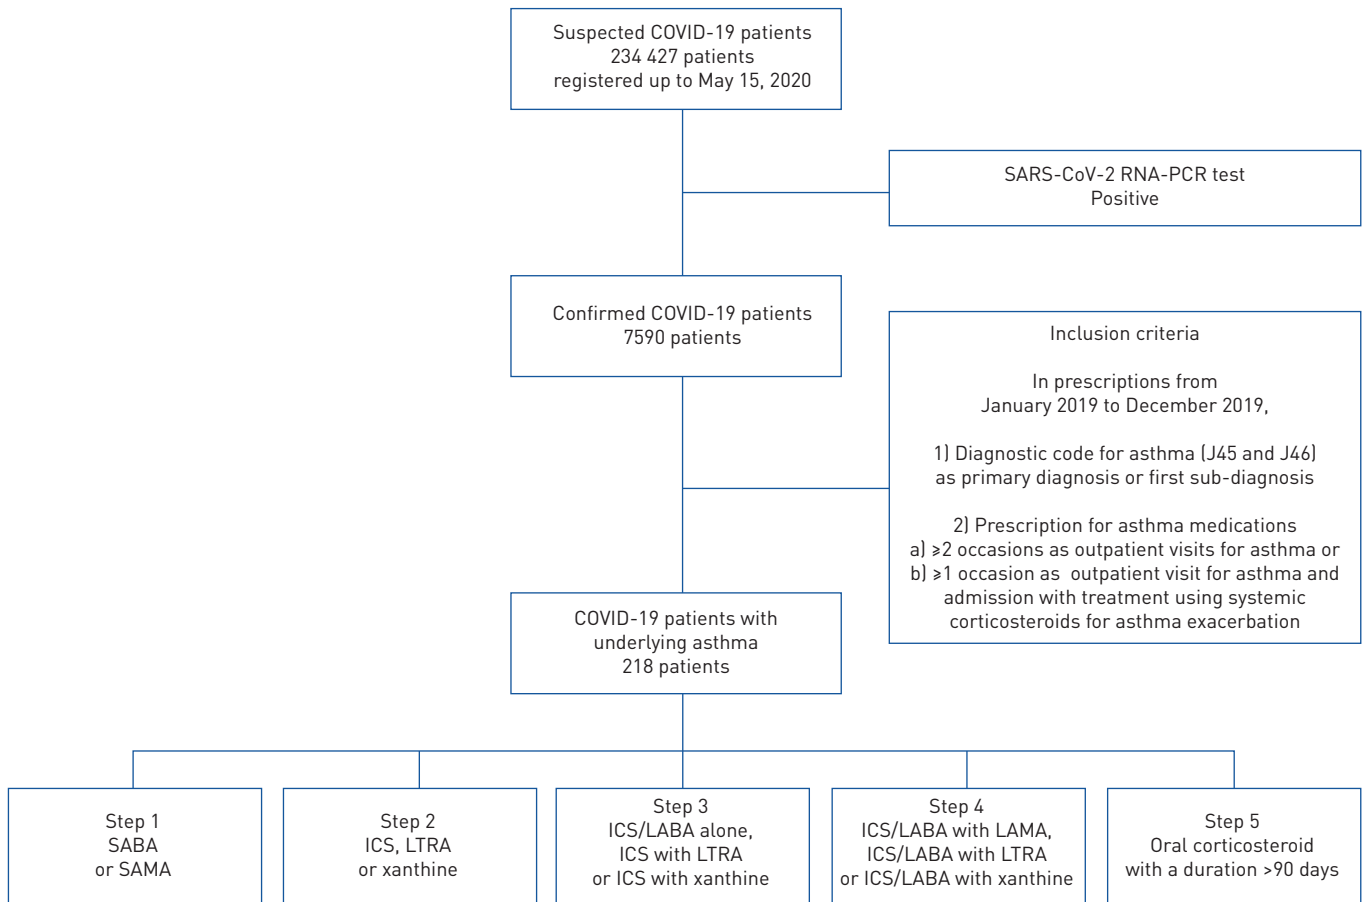 Suspected COVID-19 patients
234 427 patients
registered up to May 15, 2020
SARS-CoV-2 RNA-PCR test
Positive
Confirmed COVID-19 patients
7590 patients
Inclusion criteria
In prescriptions from
January 2019 to December 2019,
1) Diagnostic code for asthma (J45 and J46)
as primary diagnosis or first sub-diagnosis
2) Prescription for asthma medications
a) ⩾2 occasions as outpatient visits for asthma or
b) ⩾1 occasion as outpatient visit for asthma and
admission with treatment using systemic
corticosteroids for asthma exacerbation
COVID-19 patients with
underlying asthma
218 patients
Step 1
SABA
or SAMA
Step 2
ICS, LTRA
or xanthine
Step 3
ICS/LABA alone,
ICS with LTRA
or ICS with xanthine
Step 4
ICS/LABA with LAMA,
ICS/LABA with LTRA
or ICS/LABA with xanthine
Step 5
Oral corticosteroid
with a duration >90 days